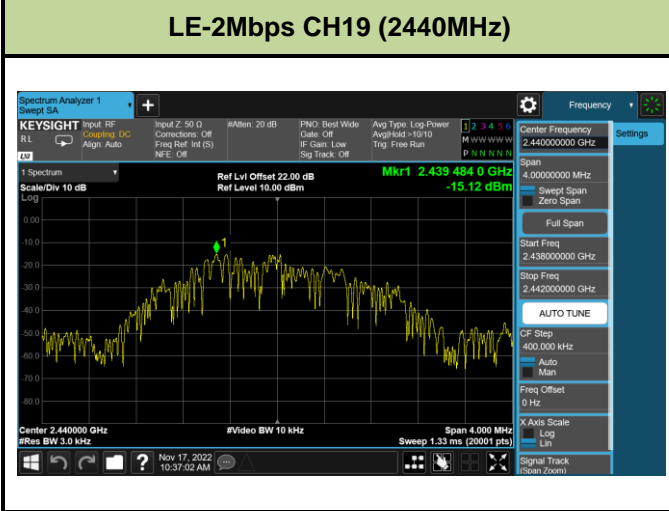 LE-2Mbps CH19 (2440MHz)
Spectrum Analyzer 1
Swept SA
Frequency
KEYSIGHT
RL
LXI
Input: RF
Coupling: DC
Align: Auto
Input Z: 50 Ω
Corrections: Off
Freq Ref: Int (S)
NFE: Off
#Atten: 20 dB
PNO: Best Wide
Gate: Off
IF Gain: Low
Sig Track: Off
Avg Type: Log-Power
Avg|Hold:>10/10
Trig: Free Run
1 2 3 4 5 6
M W W W W W
P N N N N N
1 Spectrum
Scale/Div 10 dB
Log
Ref Lvl Offset 22.00 dB
Ref Level 10.00 dBm
Mkr1 2.439 484 0 GHz
-15.12 dBm
1
0.00
-10.0
-20.0
-30.0
-40.0
-50.0
-60.0
-70.0
-80.0
Center 2.440000 GHz
#Res BW 3.0 kHz
#Video BW 10 kHz
Span 4.000 MHz
Sweep 1.33 ms (20001 pts)
Nov 17, 2022
10:37:02 AM
?
Center Frequency
2.440000000 GHz
Settings
Span
4.00000000 MHz
Swept Span
Zero Span
Full Span
Start Freq
2.438000000 GHz
Stop Freq
2.442000000 GHz
AUTO TUNE
CF Step
400.000 kHz
Auto
Man
Freq Offset
0 Hz
X Axis Scale
Log
Lin
Signal Track
(Span Zoom)